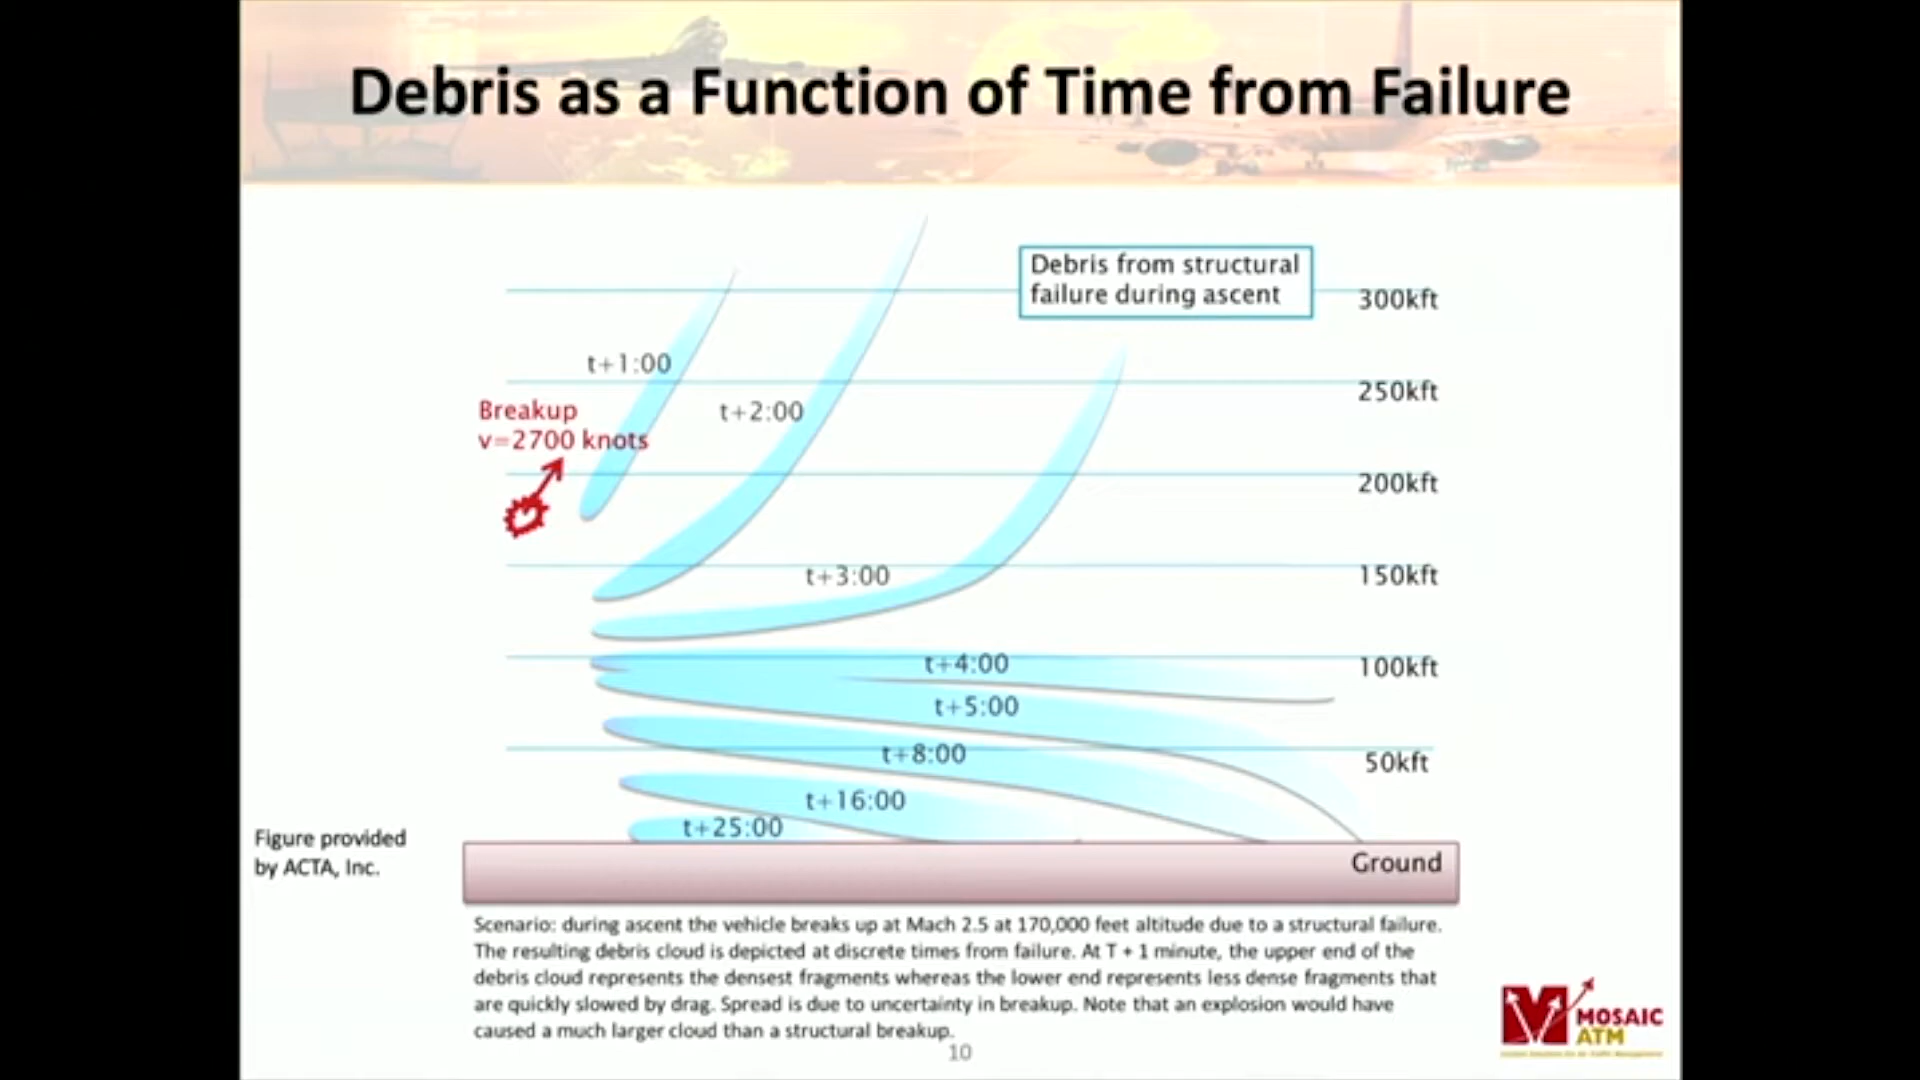 Debris as a Function of Time from Failure
Debris from structural
failure during ascent
300kft
t+1:00
250kft
Breakup
v=2700 knots
t+2:00
200kft
t+3:00
150kft
t+4:00
100kft
t+5:00
t+8:00
50kft
t+16:00
t+25:00
Figure provided
by ACTA, Inc.
Ground
Scenario: during ascent the vehicle breaks up at Mach 2.5 at 170,000 feet altitude due to a structural failure.
The resulting debris cloud is depicted at discrete times from failure. At T + 1 minute, the upper end of the
debris cloud represents the densest fragments whereas the lower end represents less dense fragments that
are quickly slowed by drag. Spread is due to uncertainty in breakup. Note that an explosion would have
caused a much larger cloud than a structural breakup.
10
MOSAIC
ATM